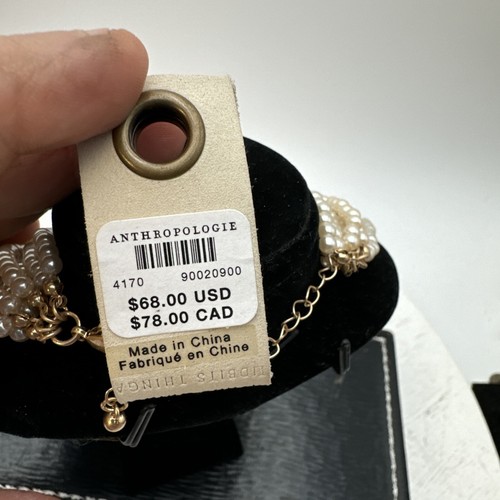 ANTHROPOLOGIE
4170 90020900
$68.00 USD
$78.00 CAD
Made in China
Fabriqué en Chine